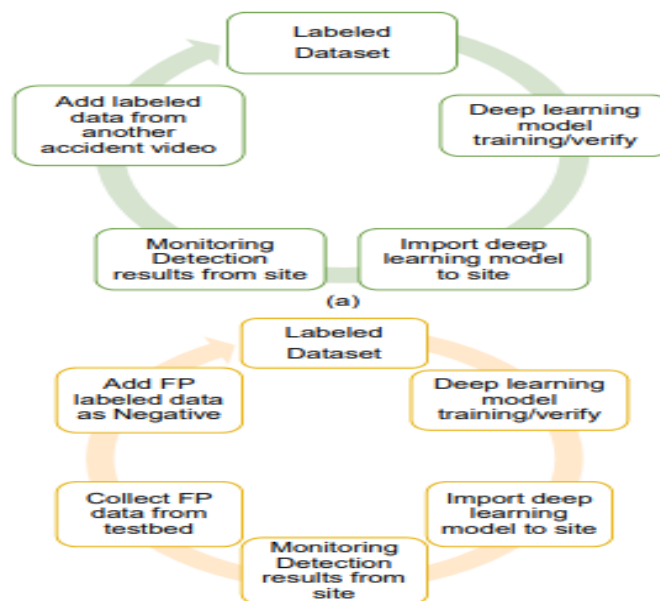 Labeled
Dataset
Deep learning
model
training/verify
Import deep
learning model
to site
Monitoring
Detection
results from site
Add labeled
data from
another
accident video
(a)
Labeled
Dataset
Deep learning
model
training/verify
Import deep
learning
model to site
Monitoring
Detection
results from
site
Collect FP
data from
testbed
Add FP
labeled data
as Negative